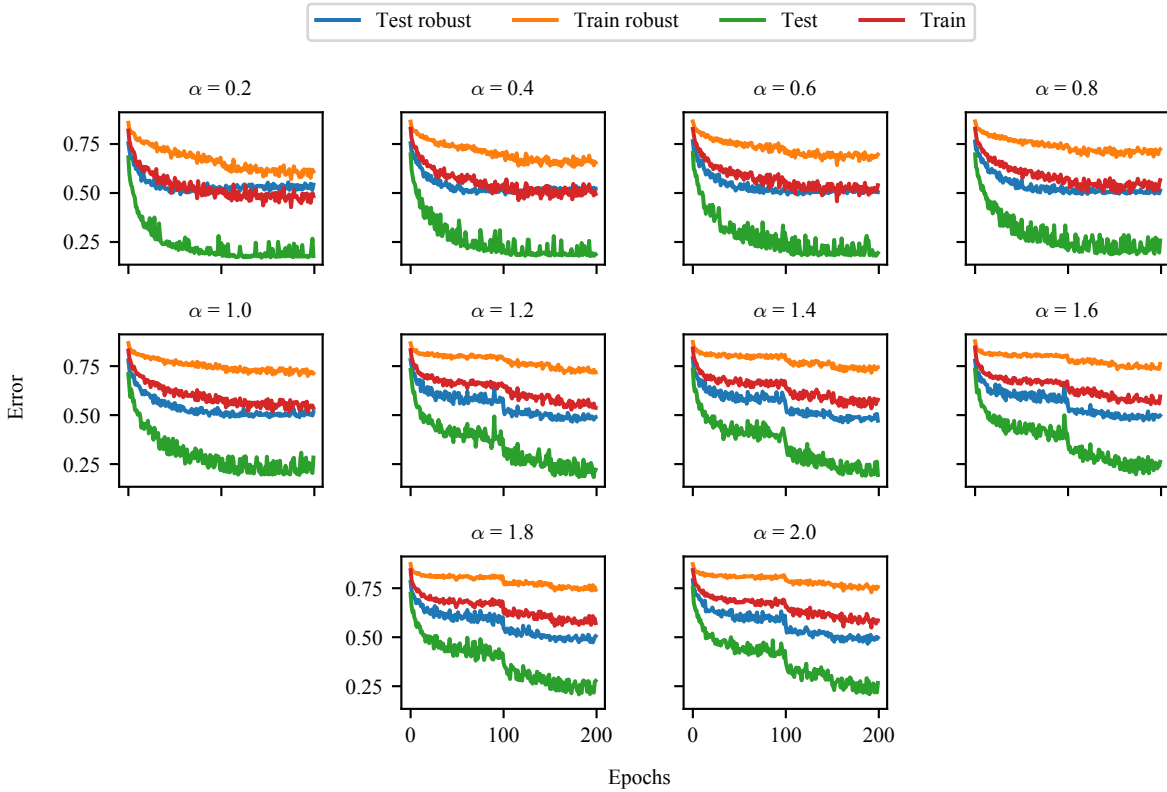 Test robust Train robust Test Train
α = 0.2 α = 0.4 α = 0.6 α = 0.8
0.75
0.50
0.25
α = 1.0 α = 1.2 α = 1.4 α = 1.6
0.75
0.50
0.25
Error
α = 1.8 α = 2.0
0.75
0.50
0.25
0 100 200 0 100 200
Epochs